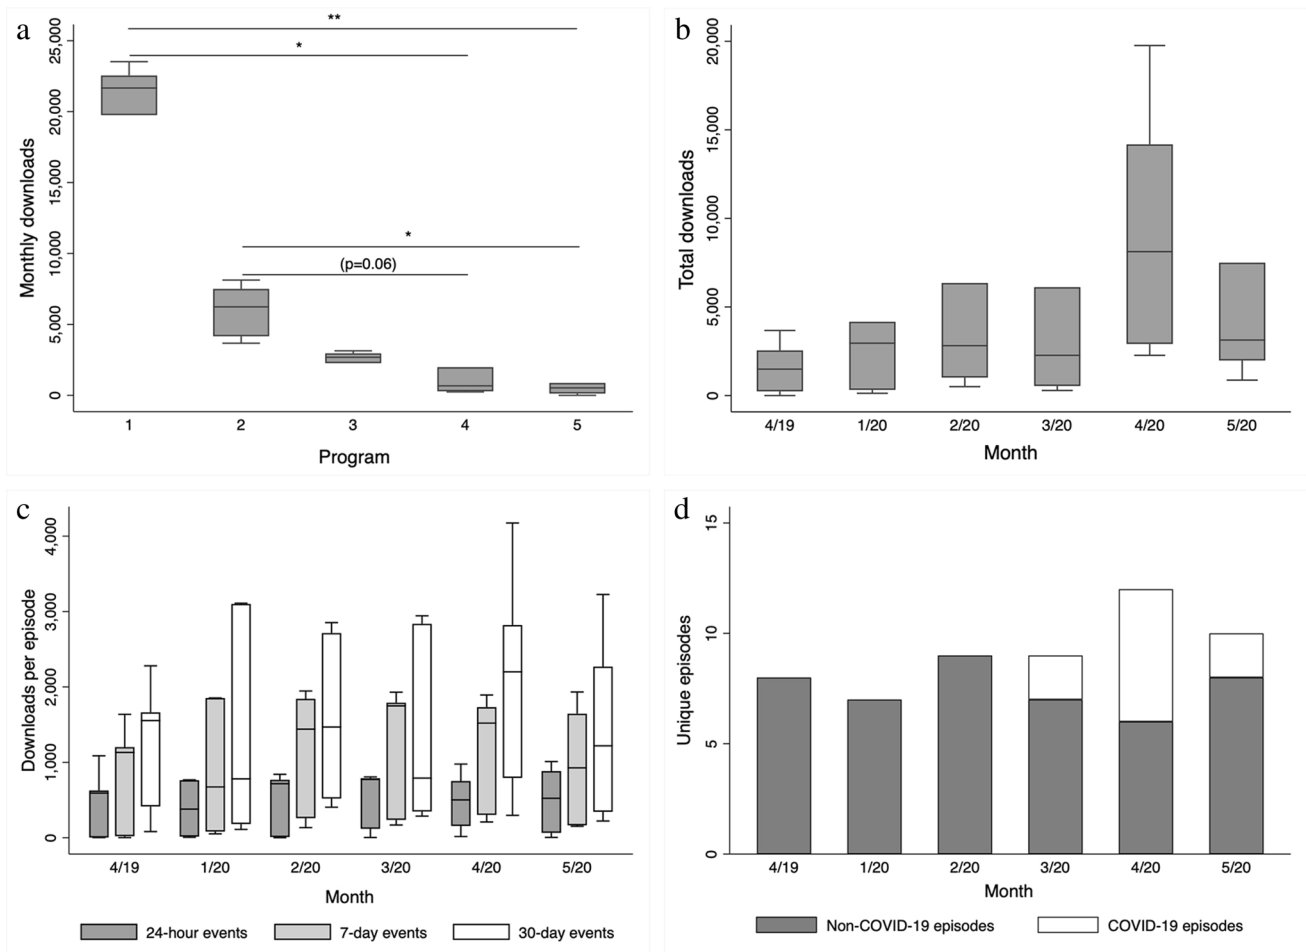 a
**
*
*
(p=0.06)
Monthly downloads
25,000
20,000
15,000
10,000
5,000
0
1 2 3 4 5
Program
b
Total downloads
20,000
15,000
10,000
5,000
0
4/19 1/20 2/20 3/20 4/20 5/20
Month
c
Downloads per episode
4,000
3,000
2,000
1,000
0
4/19 1/20 2/20 3/20 4/20 5/20
Month
24-hour events 7-day events 30-day events
d
Unique episodes
15
10
5
0
4/19 1/20 2/20 3/20 4/20 5/20
Month
Non-COVID-19 episodes COVID-19 episodes